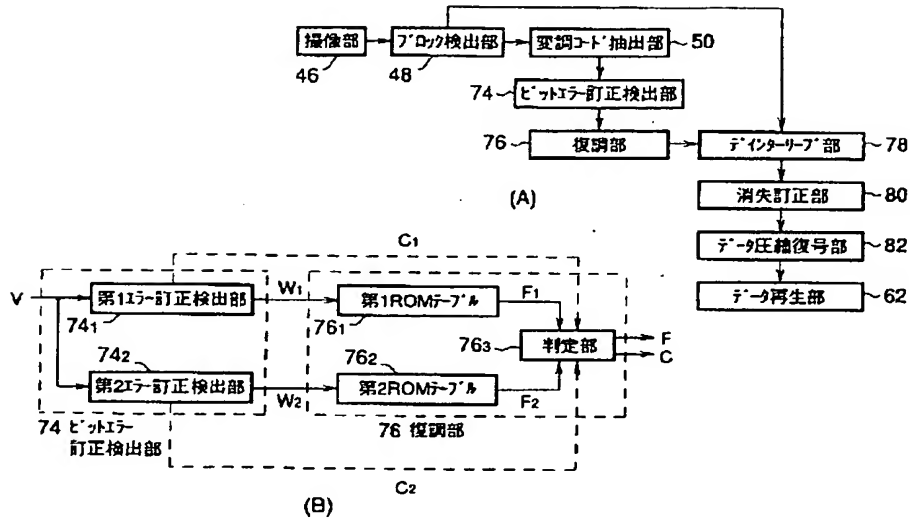 撮像部
46
ブロック検出部
48
変調コード抽出部
50
74
ビットエラー訂正検出部
76
復調部
デインターリーブ部
78
消失訂正部
80
データ圧縮復号部
82
データ再生部
62
(A)
C1
V
第1エラー訂正検出部
741
W1
第1ROMテーブル
761
F1
763
判定部
F
C
742
第2エラー訂正検出部
W2
762
第2ROMテーブル
F2
74 ビットエラー
訂正検出部
76 復調部
C2
(B)